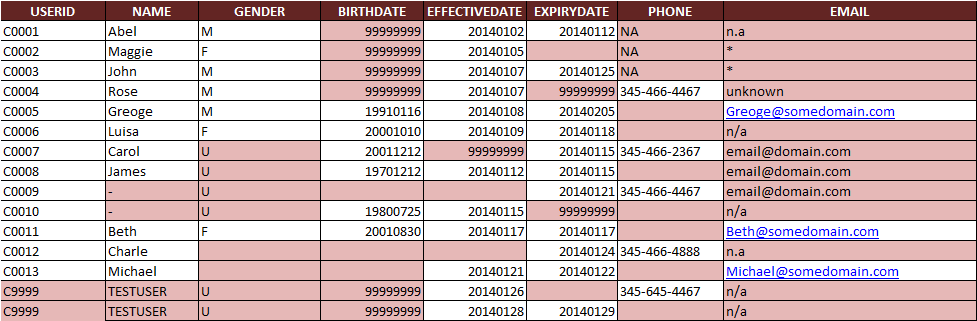 USERID NAME GENDER BIRTHDATE EFFECTIVEDATE EXPIRYDATE PHONE EMAIL
C0001 Abel M 99999999 20140102 20140112 NA n.a
C0002 Maggie F 99999999 20140105 NA *
C0003 John M 99999999 20140107 20140125 NA *
C0004 Rose M 99999999 20140107 99999999 345-466-4467 unknown
C0005 Greoge M 19910116 20140108 20140205 Greoge@somedomain.com
C0006 Luisa F 20001010 20140109 20140118 n/a
C0007 Carol U 20011212 99999999 20140115 345-466-2367 email@domain.com
C0008 James U 19701212 20140112 20140115 email@domain.com
C0009 - U 20140121 345-466-4467 email@domain.com
C0010 - U 19800725 20140115 99999999 n/a
C0011 Beth F 20010830 20140117 20140117 Beth@somedomain.com
C0012 Charle 20140124 345-466-4888 n.a
C0013 Michael 20140121 20140122 Michael@somedomain.com
C9999 TESTUSER U 99999999 20140126 345-645-4467 n/a
C9999 TESTUSER U 99999999 20140128 20140129 n/a